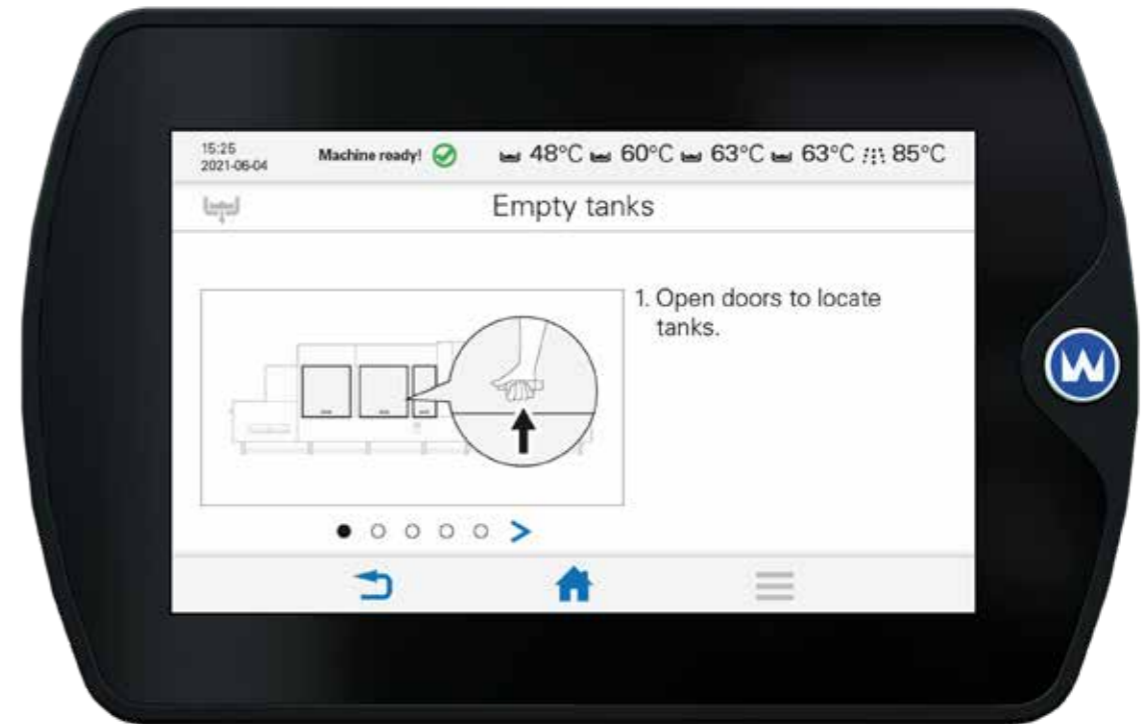 15:25
2021-06-04
Machine ready!
48°C 60°C 63°C 63°C 85°C
Empty tanks
1. Open doors to locate
tanks.
W